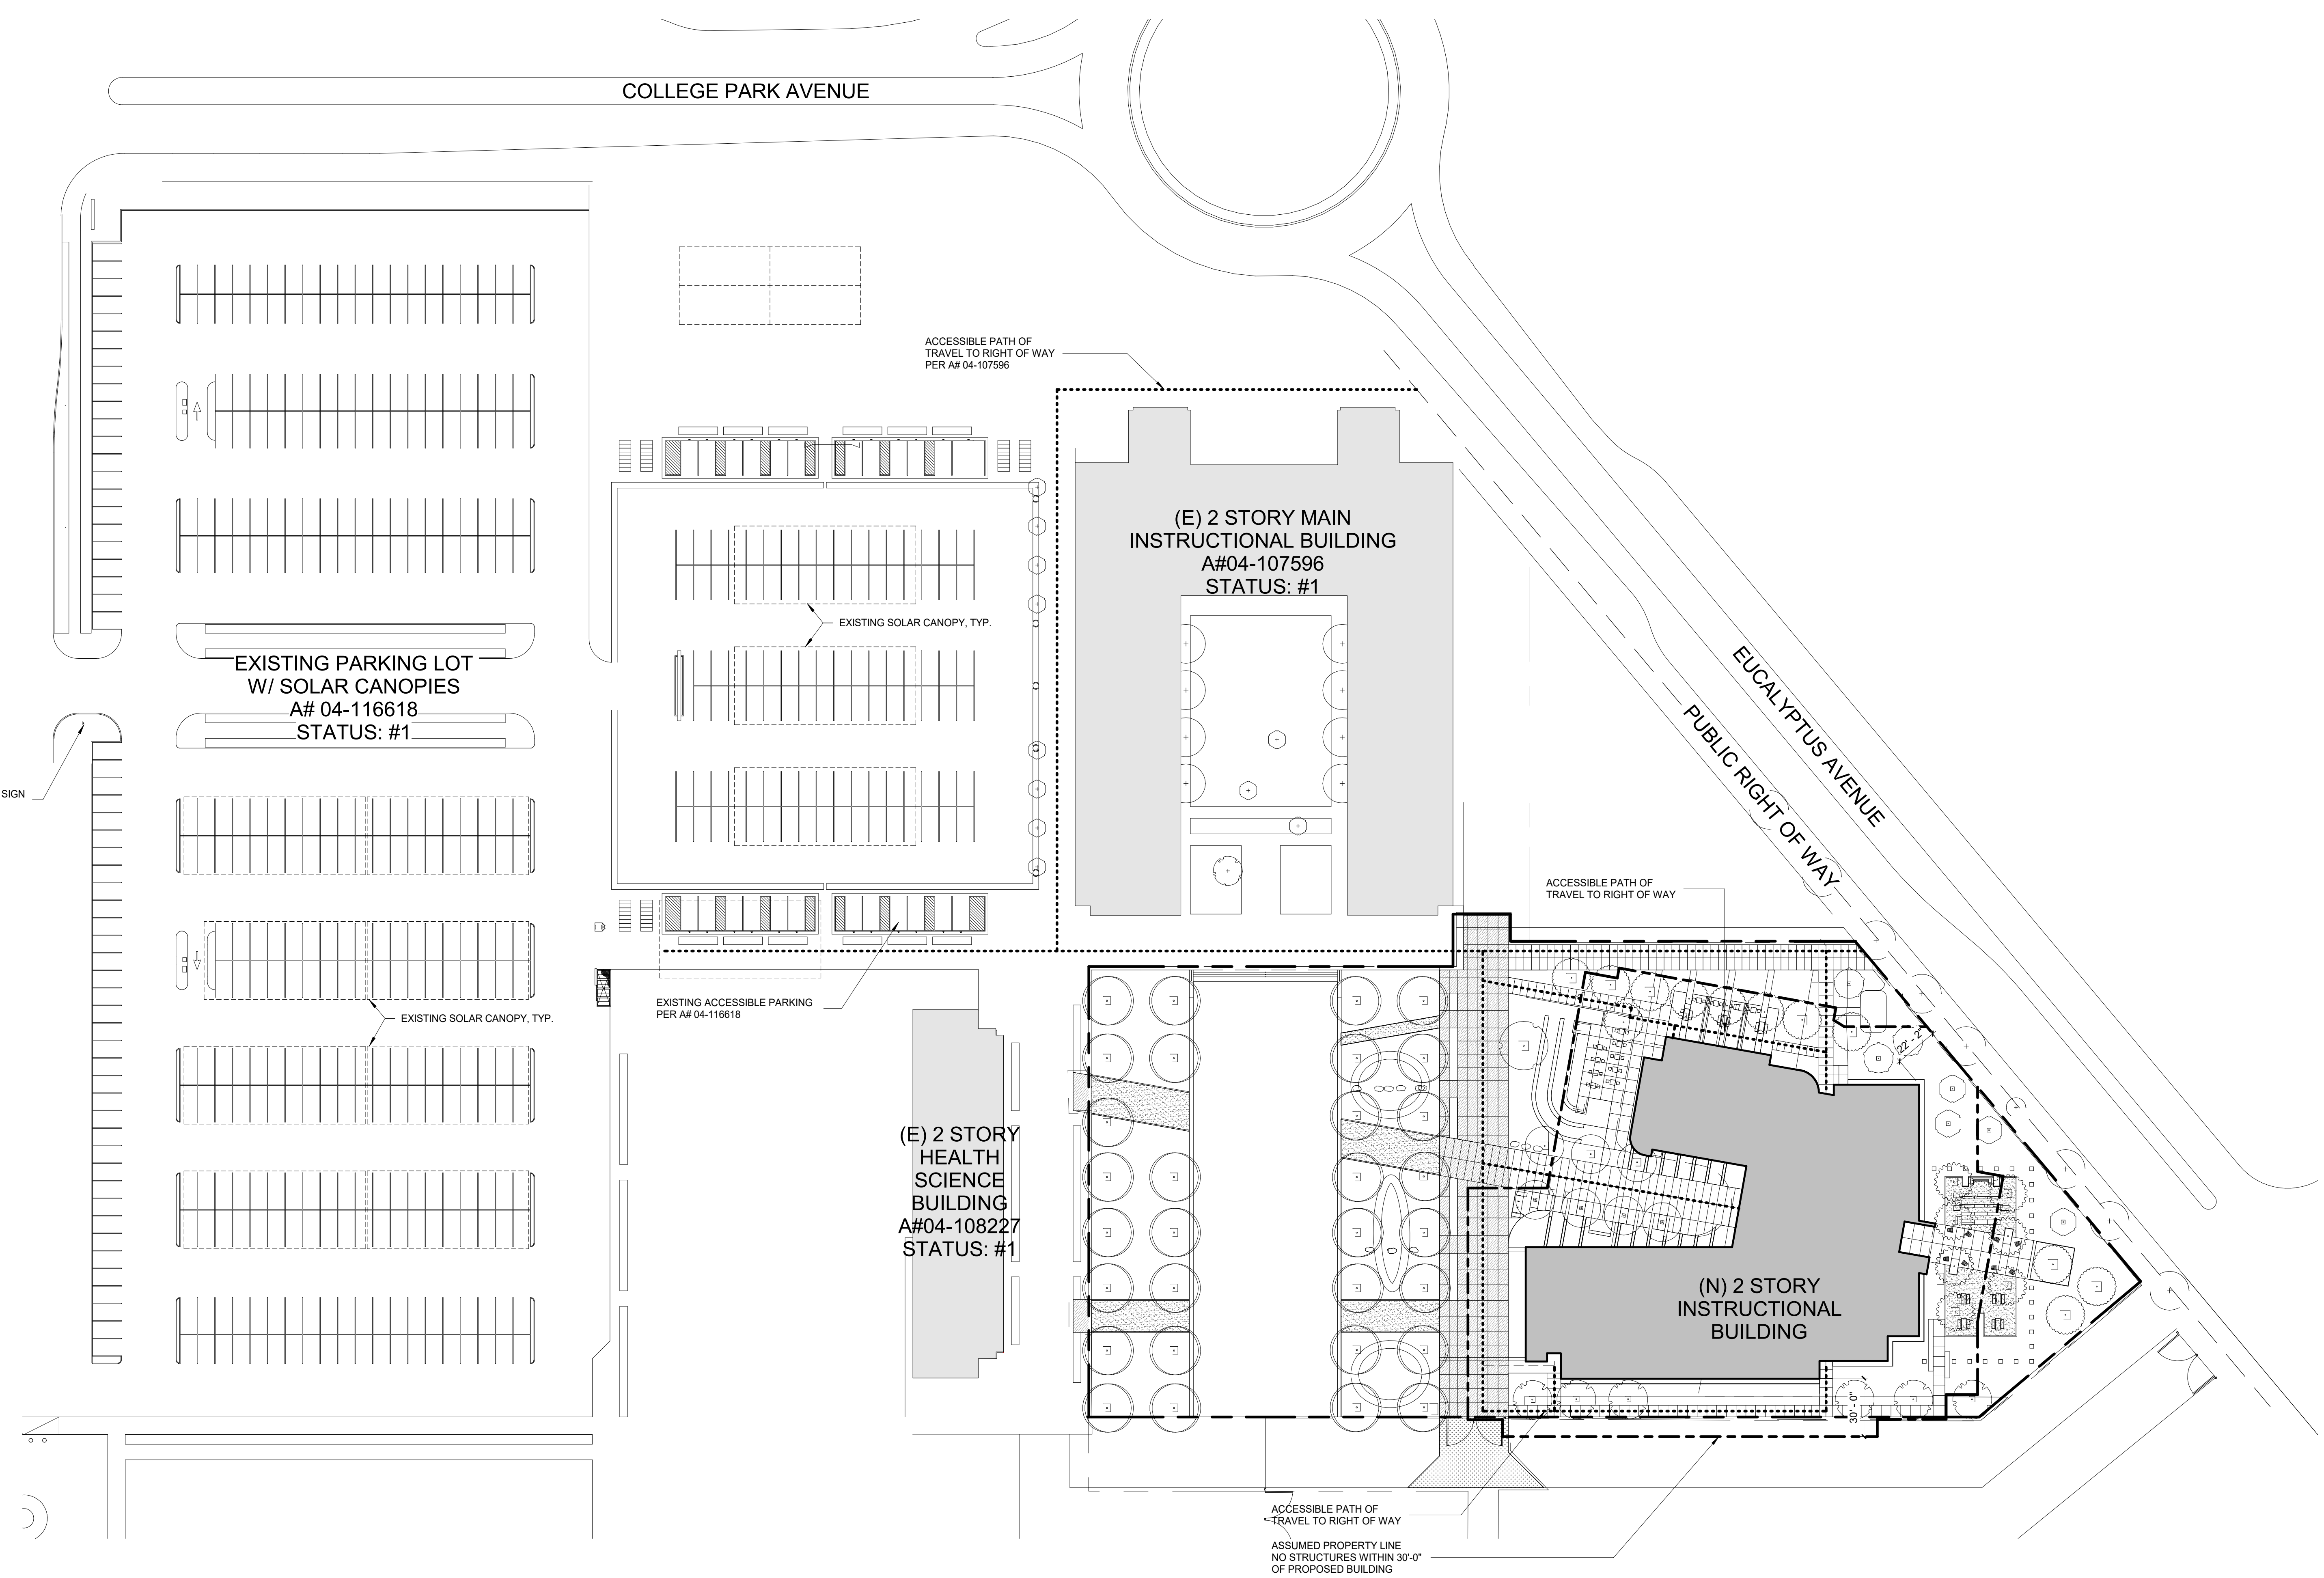 COLLEGE PARK AVENUE
ACCESSIBLE PATH OF
TRAVEL TO RIGHT OF WAY
PER A# 04-107596
(E) 2 STORY MAIN
INSTRUCTIONAL BUILDING
A#04-107596
STATUS: #1
EXISTING SOLAR CANOPY, TYP.
EXISTING PARKING LOT
W/ SOLAR CANOPIES
A# 04-116618
STATUS: #1
EUCALYPTUS AVENUE
PUBLIC RIGHT OF WAY
SIGN
ACCESSIBLE PATH OF
TRAVEL TO RIGHT OF WAY
EXISTING ACCESSIBLE PARKING
PER A# 04-116618
EXISTING SOLAR CANOPY, TYP.
22' - 2"
(E) 2 STORY
HEALTH
SCIENCE
BUILDING
A#04-108227
STATUS: #1
(N) 2 STORY
INSTRUCTIONAL
BUILDING
30' - 0"
ACCESSIBLE PATH OF
TRAVEL TO RIGHT OF WAY
ASSUMED PROPERTY LINE
NO STRUCTURES WITHIN 30'-0"
OF PROPOSED BUILDING